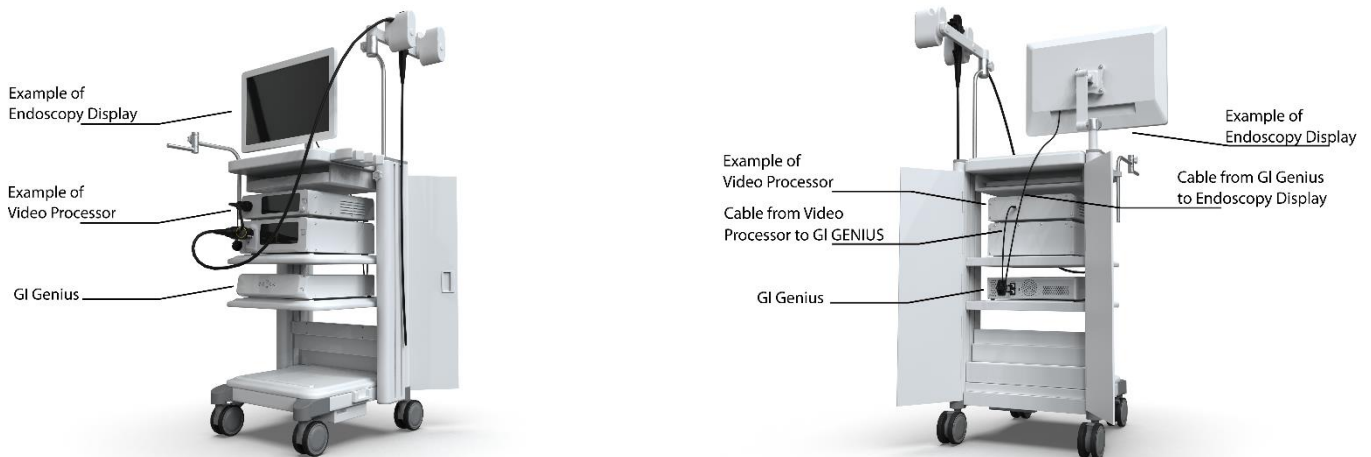 Example of
Endoscopy Display
Example of
Video Processor
GI Genius
Example of
Endoscopy Display
Example of
Video Processor
Cable from GI Genius
to Endoscopy Display
Cable from Video
Processor to GI GENIUS
GI Genius